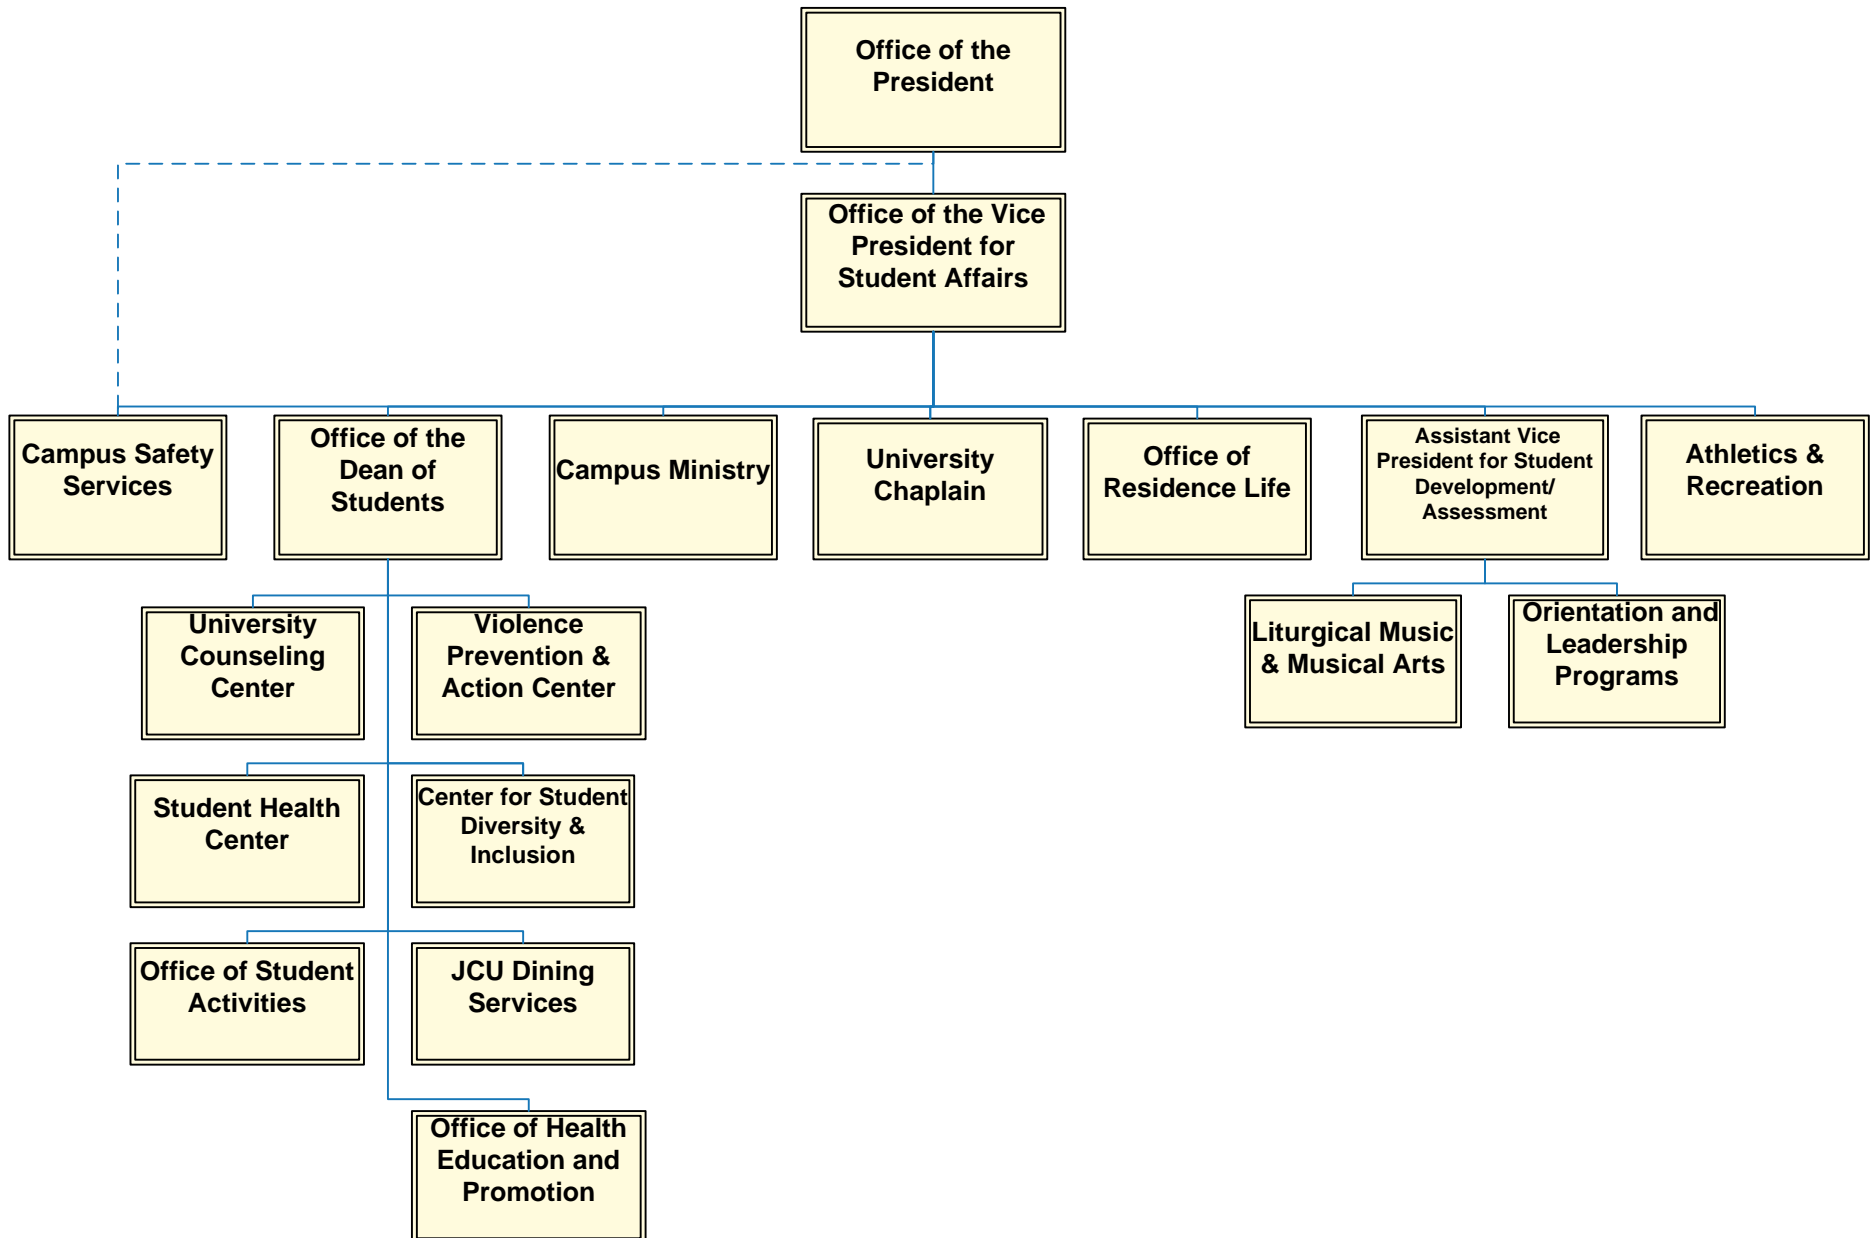 Office of the
President
Office of the Vice
President for
Student Affairs
Campus Safety
Services
Office of the
Dean of
Students
Campus Ministry
University
Chaplain
Office of
Residence Life
Assistant Vice
President for Student
Development/
Assessment
Athletics &
Recreation
University
Counseling
Center
Violence
Prevention &
Action Center
Liturgical Music
& Musical Arts
Orientation and
Leadership
Programs
Student Health
Center
Center for Student
Diversity &
Inclusion
Office of Student
Activities
JCU Dining
Services
Office of Health
Education and
Promotion